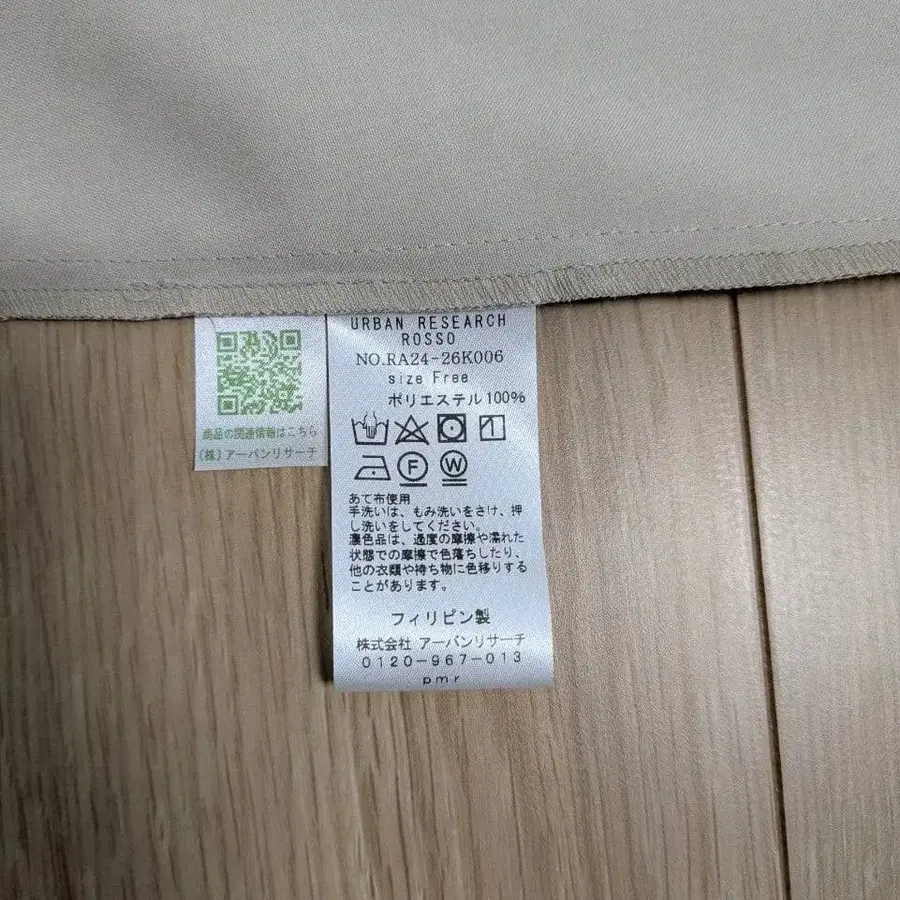 商品の関連情報はこちら
(株)アーバンリサーチ
URBAN RESEARCH
ROSSO
NO.RA24-26K006
size Free
ポリエステル100%
F W
あて布使用
手洗いは、もみ洗いをさけ、押
し洗いをしてください。
濃色品は、過度の摩擦や濡れた
状態での摩擦で色落ちしたり、
他の衣類や持ち物に色移りする
ことがあります。
フィリピン製
株式会社 アーバンリサーチ
0120-967-013
pmr